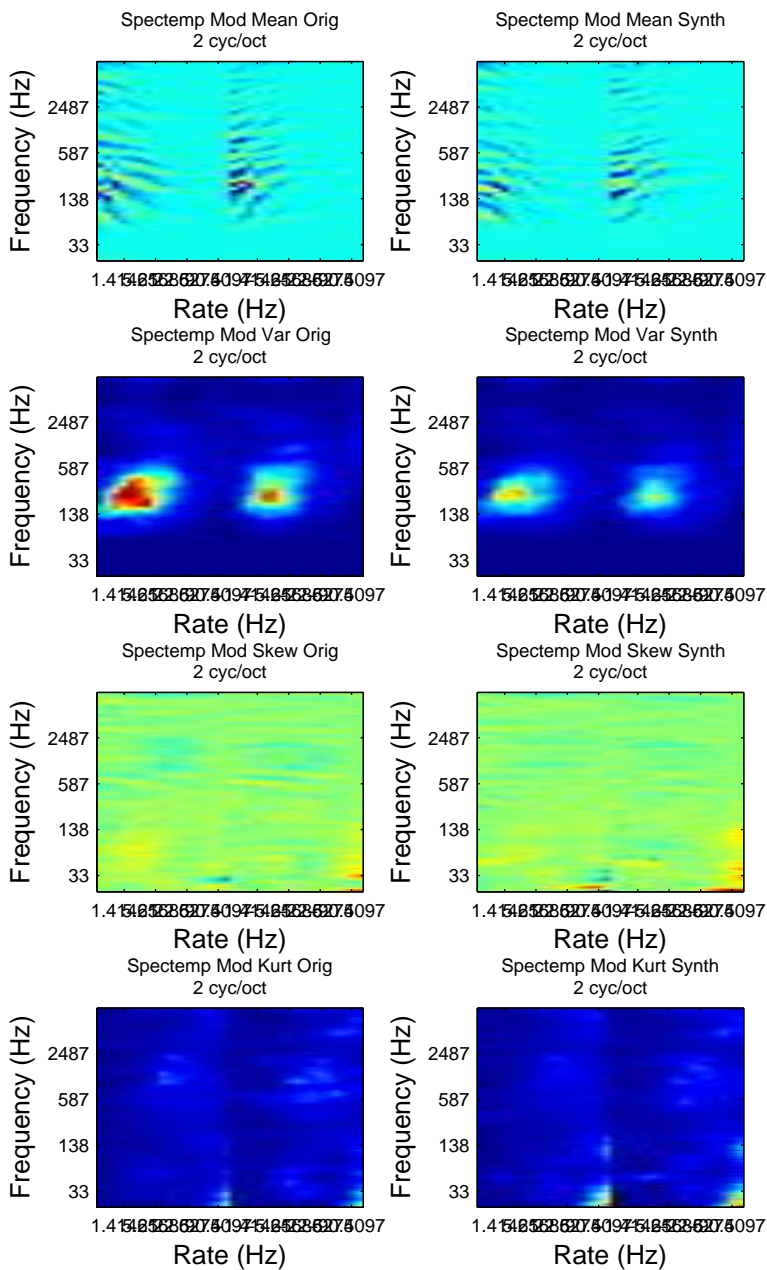 Spectemp Mod Mean Orig
2 cyc/oct
Frequency (Hz)
2487
587
138
33
Rate (Hz)
Spectemp Mod Mean Synth
2 cyc/oct
Frequency (Hz)
2487
587
138
33
Rate (Hz)
Spectemp Mod Var Orig
2 cyc/oct
Frequency (Hz)
2487
587
138
33
Rate (Hz)
Spectemp Mod Var Synth
2 cyc/oct
Frequency (Hz)
2487
587
138
33
Rate (Hz)
Spectemp Mod Skew Orig
2 cyc/oct
Frequency (Hz)
2487
587
138
33
Rate (Hz)
Spectemp Mod Skew Synth
2 cyc/oct
Frequency (Hz)
2487
587
138
33
Rate (Hz)
Spectemp Mod Kurt Orig
2 cyc/oct
Frequency (Hz)
2487
587
138
33
Rate (Hz)
Spectemp Mod Kurt Synth
2 cyc/oct
Frequency (Hz)
2487
587
138
33
Rate (Hz)